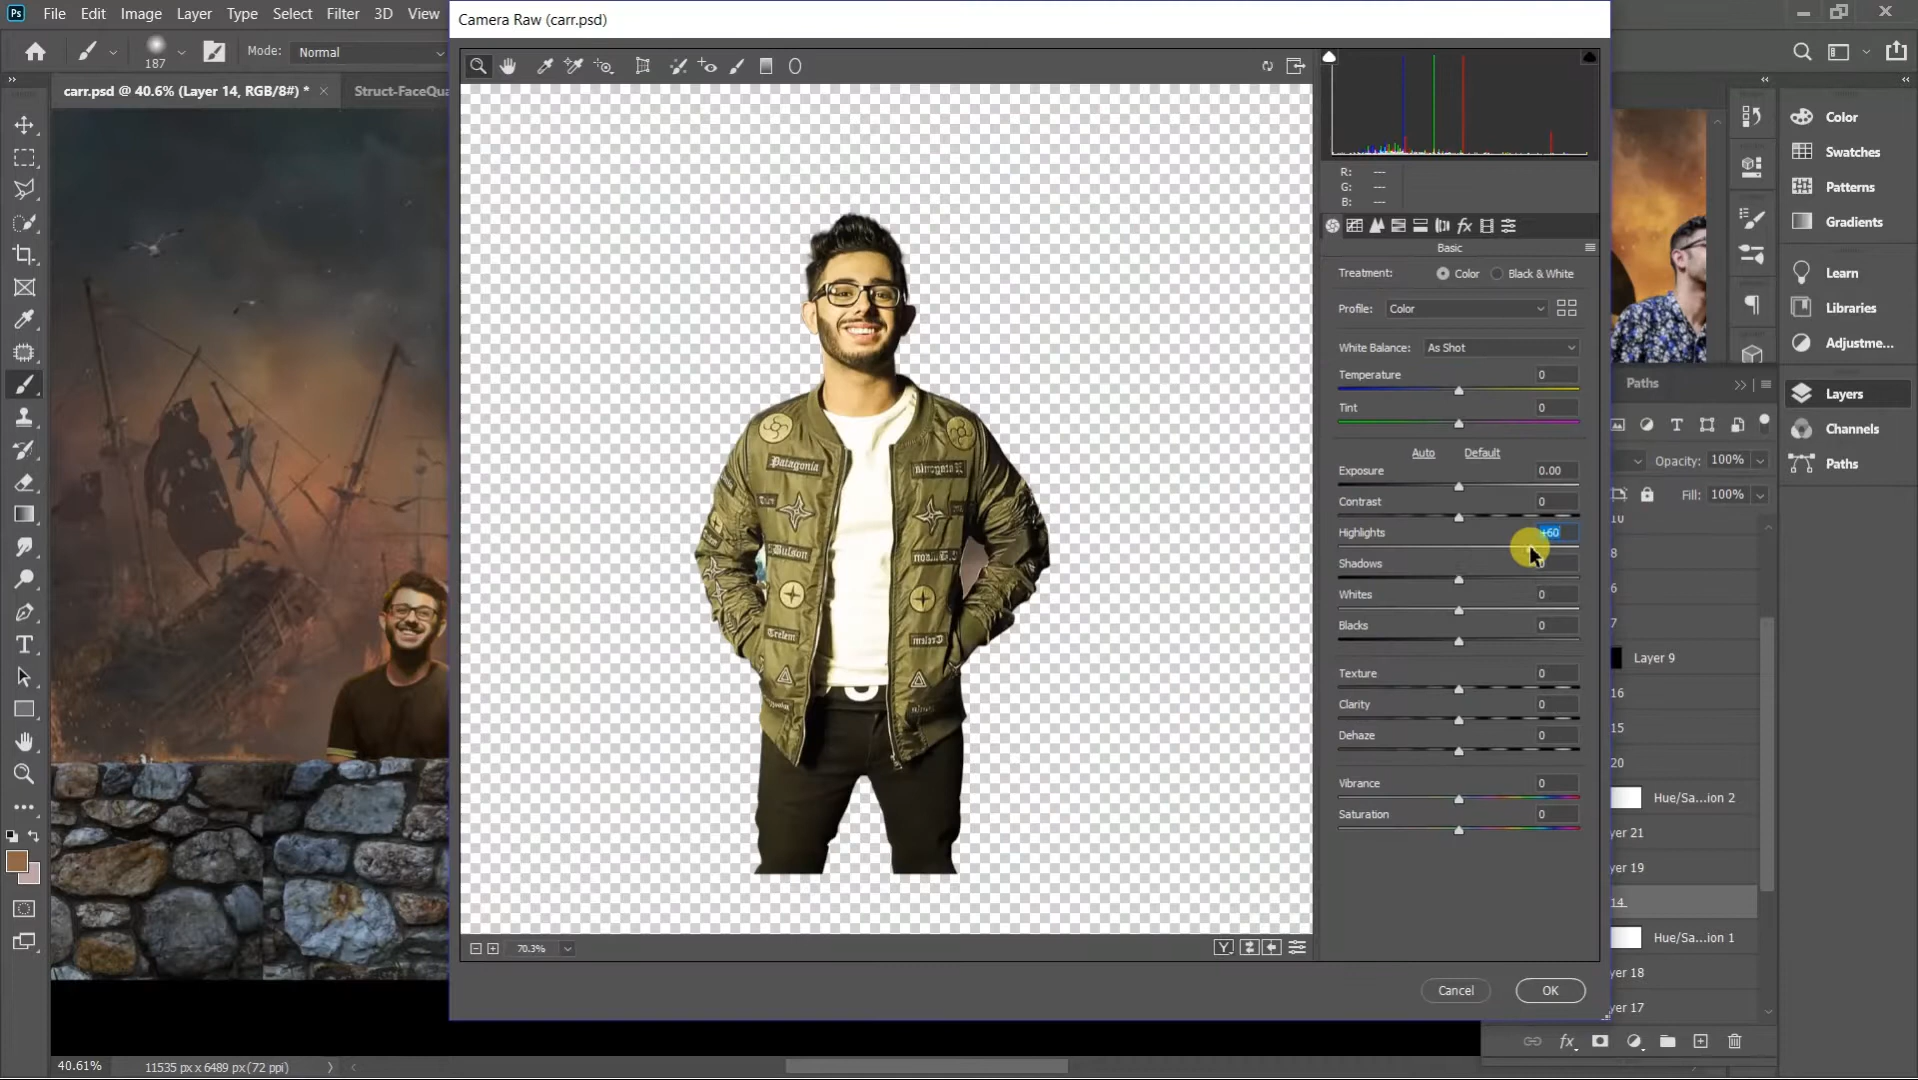 Ps File Edit Image Layer Type Select Filter 3D View
Camera Raw (carr.psd)
187 Mode: Normal
carr.psd @ 40.6% (Layer 14, RGB/8#) * ×
Struct-FaceQua
R: ---
G: ---
B: ---
Basic
Treatment: Color Black & White
Profile: Color
White Balance: As Shot
Temperature 0
Tint 0
Auto Default
Exposure 0.00
Contrast 0
Highlights +60
Shadows 0
Whites 0
Blacks 0
Texture 0
Clarity 0
Dehaze 0
Vibrance 0
Saturation 0
Patagonia
70.3%
Y
Cancel OK
Color
Swatches
Patterns
Gradients
Learn
Libraries
Adjustme...
Layers
Channels
Paths
Paths
Opacity: 100%
Fill: 100%
10
8
6
7
Layer 9
16
15
20
Hue/Sa...ion 2
yer 21
yer 19
14
Hue/Sa...ion 1
yer 18
yer 17
fx
40.61% 11535 px x 6489 px (72 ppi)